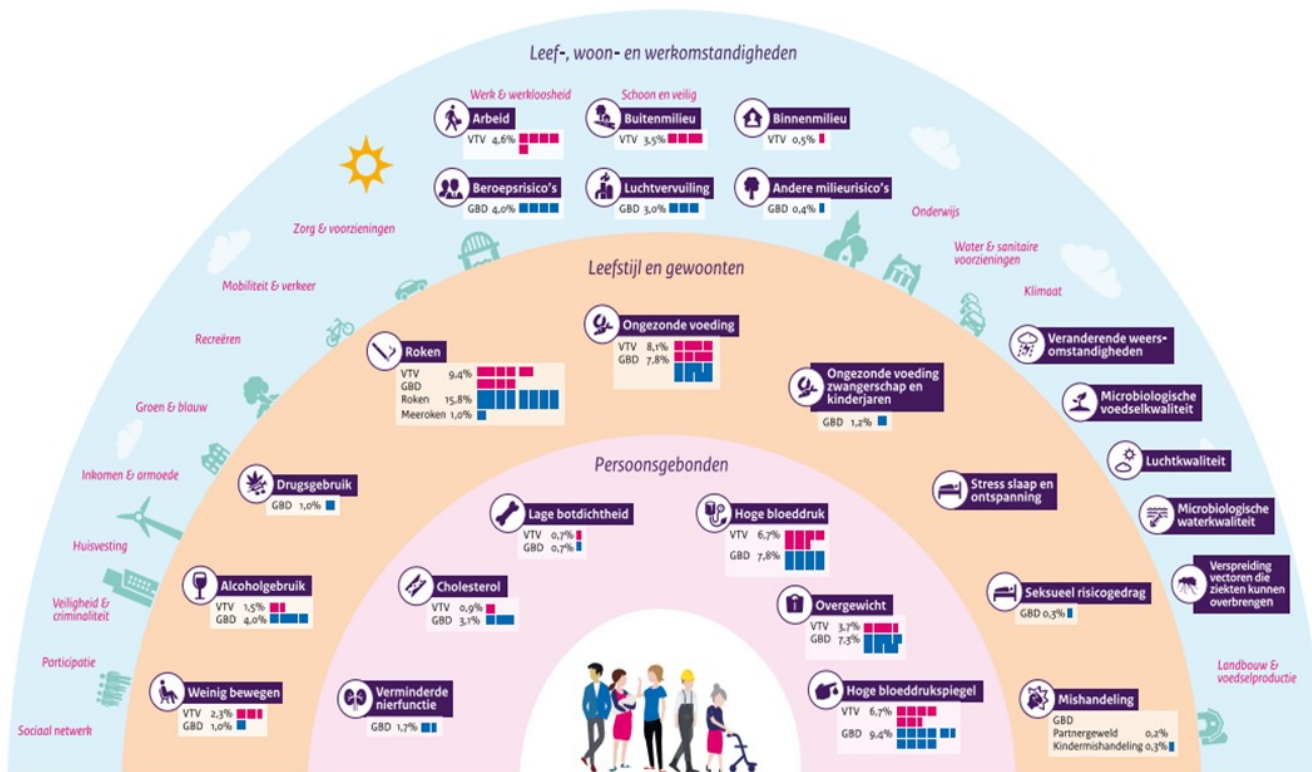 Leef-, woon- en werkomstandigheden
Werk & werkloosheid
Arbeid
VTV 4,6%
Schoon en veilig
Buitenmilieu
VTV 3,5%
Binnenmilieu
VTV 0,5%
Beroepsrisico's
GBD 4,0%
Luchtvervuiling
GBD 3,0%
Andere milieurisico's
GBD 0,4%
Zorg & voorzieningen
Mobiliteit & verkeer
Recreëren
Groen & blauw
Inkomen & armoede
Huisvesting
Veiligheid &
criminaliteit
Participatie
Sociaal netwerk
Onderwijs
Water & sanitaire
voorzieningen
Klimaat
Veranderende weers-
omstandigheden
Microbiologische
voedselkwaliteit
Luchtkwaliteit
Microbiologische
waterkwaliteit
Verspreiding
vectoren die
ziekten kunnen
overbrengen
Landbouw &
voedselproductie
Leefstijl en gewoonten
Roken
VTV 9,4%
GBD
Roken 15,8%
Meeroken 1,0%
Ongezonde voeding
VTV 8,1%
GBD 7,8%
Ongezonde voeding
zwangerschap en
kinderjaren
GBD 1,2%
Drugsgebruik
GBD 1,0%
Stress slaap en
ontspanning
Alcoholgebruik
VTV 1,5%
GBD 4,0%
Seksueel risicogedrag
GBD 0,3%
Weinig bewegen
VTV 2,3%
GBD 1,0%
Mishandeling
GBD
Partnergeweld 0,2%
Kindermishandeling 0,3%
Persoonsgebonden
Lage botdichtheid
VTV 0,7%
GBD 0,7%
Hoge bloeddruk
VTV 6,7%
GBD 7,8%
Cholesterol
VTV 0,9%
GBD 3,1%
Overgewicht
VTV 3,7%
GBD 7,3%
Verminderde
nierfunctie
GBD 1,7%
Hoge bloeddrukspiegel
VTV 6,7%
GBD 9,4%